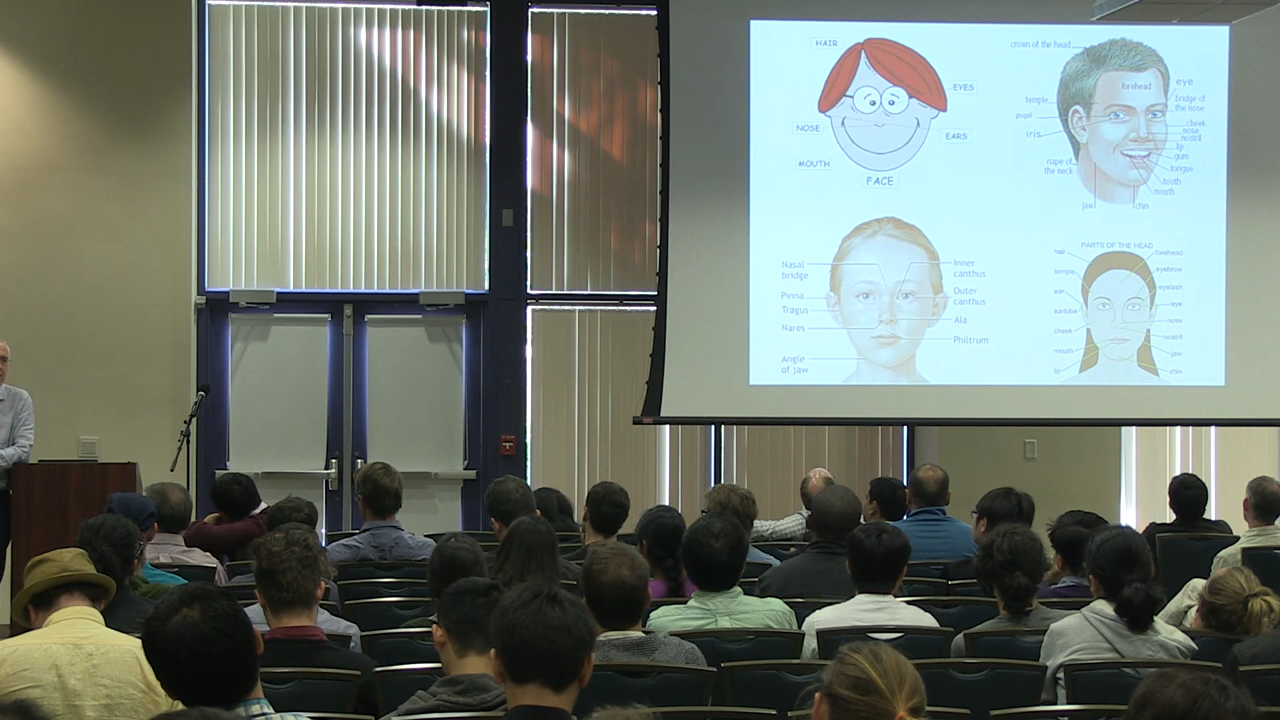 HAIR
EYES
NOSE
EARS
MOUTH
FACE
crown of the head
forehead
eye
temple
bridge of
the nose
pupil
cheek
iris
nose
nostril
lip
gum
nape of
the neck
tongue
tooth
mouth
jaw
chin
Nasal
bridge
Inner
canthus
Pinna
Outer
canthus
Tragus
Ala
Nares
Philtrum
Angle
of jaw
PARTS OF THE HEAD
hair
forehead
temple
eyebrow
ear
eyelash
earlobe
eye
cheek
nose
nostril
mouth
jaw
lip
chin